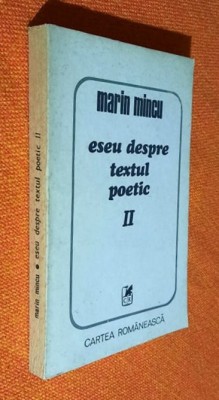 marin mincu
eseu despre
textul
poetic
II
CARTEA ROMÂNEASCĂ
marin mincu • eseu despre textul poetic II